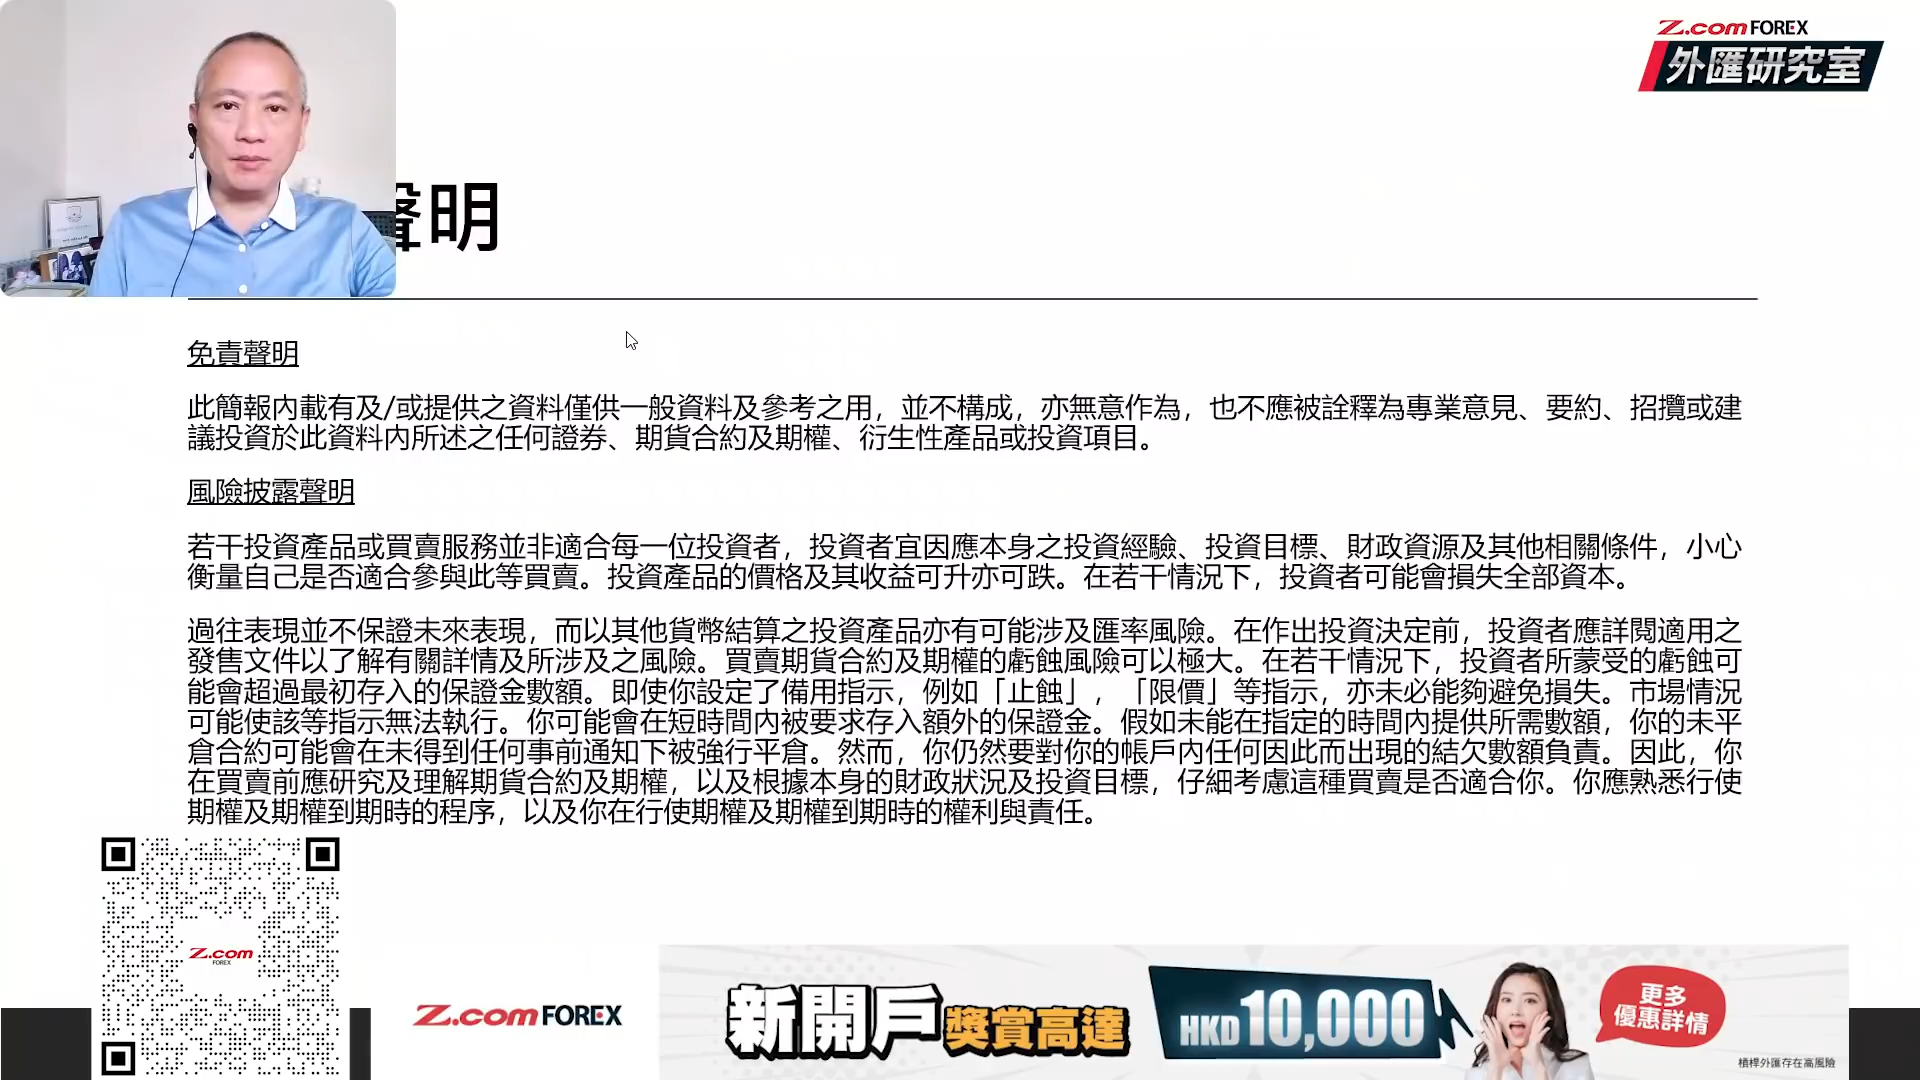 Z.com FOREX
外匯研究室
聲明
免責聲明
此簡報內載有及/或提供之資料僅供一般資料及參考之用，並不構成，亦無意作為，也不應被詮釋為專業意見、要約、招攬或建
議投資於此資料內所述之任何證券、期貨合約及期權、衍生性產品或投資項目。
風險披露聲明
若干投資產品或買賣服務並非適合每一位投資者，投資者宜因應本身之投資經驗、投資目標、財政資源及其他相關條件，小心
衡量自己是否適合參與此等買賣。投資產品的價格及其收益可升亦可跌。在若干情況下，投資者可能會損失全部資本。
過往表現並不保證未來表現，而以其他貨幣結算之投資產品亦有可能涉及匯率風險。在作出投資決定前，投資者應詳閱適用之
發售文件以了解有關詳情及所涉及之風險。買賣期貨合約及期權的虧蝕風險可以極大。在若干情況下，投資者所蒙受的虧蝕可
能會超過最初存入的保證金數額。即使你設定了備用指示，例如「止蝕」，「限價」等指示，亦未必能夠避免損失。市場情況
可能使該等指示無法執行。你可能會在短時間內被要求存入額外的保證金。假如未能在指定的時間內提供所需數額，你的未平
倉合約可能會在未得到任何事前通知下被強行平倉。然而，你仍然要對你的帳戶內任何因此而出現的結欠數額負責。因此，你
在買賣前應研究及理解期貨合約及期權，以及根據本身的財政狀況及投資目標，仔細考慮這種買賣是否適合你。你應熟悉行使
期權及期權到期時的程序，以及你在行使期權及期權到期時的權利與責任。
Z.com
FOREX
Z.com FOREX
新開戶獎賞高達
HKD10,000
更多
優惠詳情
槓桿外匯存在高風險